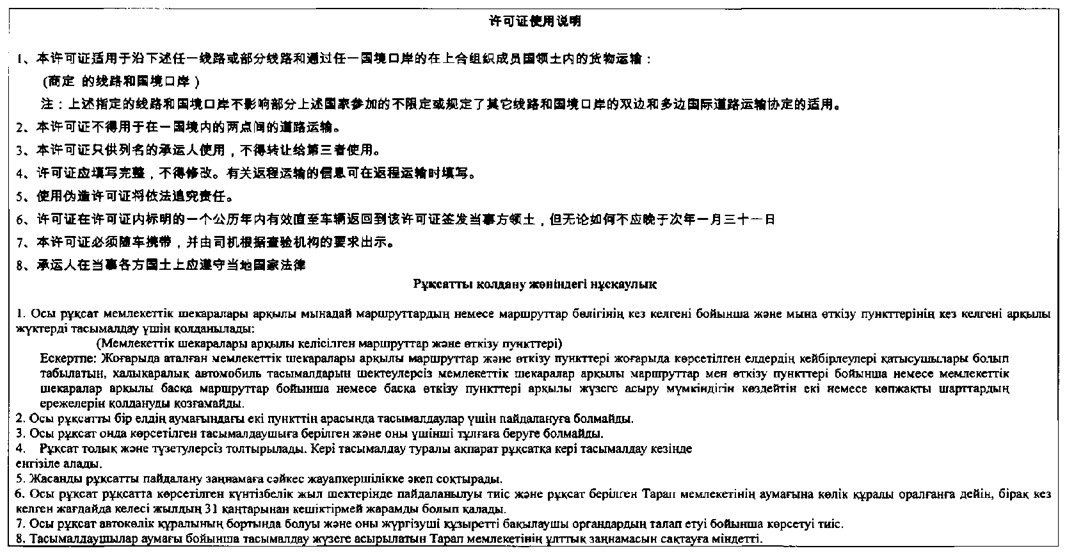 许可证使用说明
1、本许可证适用于沿下述任一线路或部分线路和通过任一国境口岸的在上合组织成员国领土内的货物运输：
(商定 的线路和国境口岸）
注：上述指定的线路和国境口岸不影响部分上述国家参加的不限定或规定了其它线路和国境口岸的双边和多边国际道路运输协定的适用。
2、本许可证不得用于在一国境内的两点间的道路运输。
3、本许可证只供列名的承运人使用，不得转让给第三者使用。
4、许可证应填写完整，不得修改。有关返程运输的信息可在返程运输时填写。
5、使用伪造许可证将依法追究责任。
6、许可证在许可证内标明的一个公历年内有效直至车辆返回到该许可证签发当事方领土，但无论如何不应晚于次年一月三十一日
7、本许可证必须随车携带，并由司机根据查验机构的要求出示。
8、承运人在当事各方国土上应遵守当地国家法律
Рұқсатты қолдану жөніндегі нұсқаулық
1. Осы рұқсат мемлекеттік шекаралары арқылы мынадай маршруттардың немесе маршруттар бөлігінің кез келгені бойынша және мына өткізу пункттерінің кез келгені арқылы
жүктерді тасымалдау үшін қолданылады:
(Мемлекеттік шекаралары арқылы келісілген маршруттар және өткізу пункттері)
Ескертпе: Жоғарыда аталған мемлекеттік шекаралары арқылы маршруттар және өткізу пункттері жоғарыда көрсетілген елдердің кейбірлеулері қатысушылары болып
табылатын, халықаралық автомобиль тасымалдарын шектеулерсіз мемлекеттік шекаралар арқылы маршруттар мен өткізу пункттері бойынша немесе мемлекеттік
шекаралар арқылы басқа маршруттар бойынша немесе басқа өткізу пункттері арқылы жүзеге асыру мүмкіндігін көздейтін екі немесе көпжақты шарттардың
ережелерін қолдануды қозғамайды.
2. Осы рұқсатты бір елдің аумағындағы екі пункттің арасында тасымалдаулар үшін пайдалануға болмайды.
3. Осы рұқсат онда көрсетілген тасымалдаушыға берілген және оны үшінші тұлғаға беруге болмайды.
4. Рұқсат толық және түзетулерсіз толтырылады. Кері тасымалдау туралы ақпарат рұқсатқа кері тасымалдау кезінде
енгізіле алады.
5. Жасанды рұқсатты пайдалану заңнамаға сәйкес жауапкершілікке әкеп соқтырады.
6. Осы рұқсат рұқсатта көрсетілген күнтізбелік жыл шектерінде пайдаланылуы тиіс және рұқсат берілген Тарап мемлекетінің аумағына көлік құралы оралғанға дейін, бірақ кез
келген жағдайда келесі жылдың 31 қаңтарынан кешіктірмей жарамды болып қалады.
7. Осы рұқсат автокөлік құралының бортында болуы және оны жүргізуші құзыретті бақылаушы органдардың талап етуі бойынша көрсетуі тиіс.
8. Тасымалдаушылар аумағы бойынша тасымалдау жүзеге асырылатын Тарап мемлекетінің ұлттық заңнамасын сақтауға міндетті.